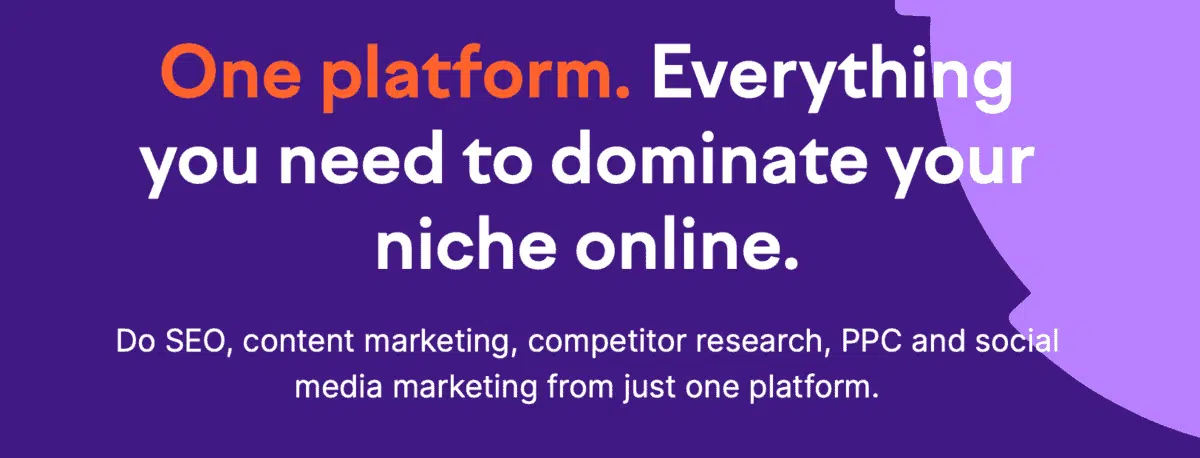 One platform. Everything
you need to dominate your
niche online.
Do SEO, content marketing, competitor research, PPC and social
media marketing from just one platform.